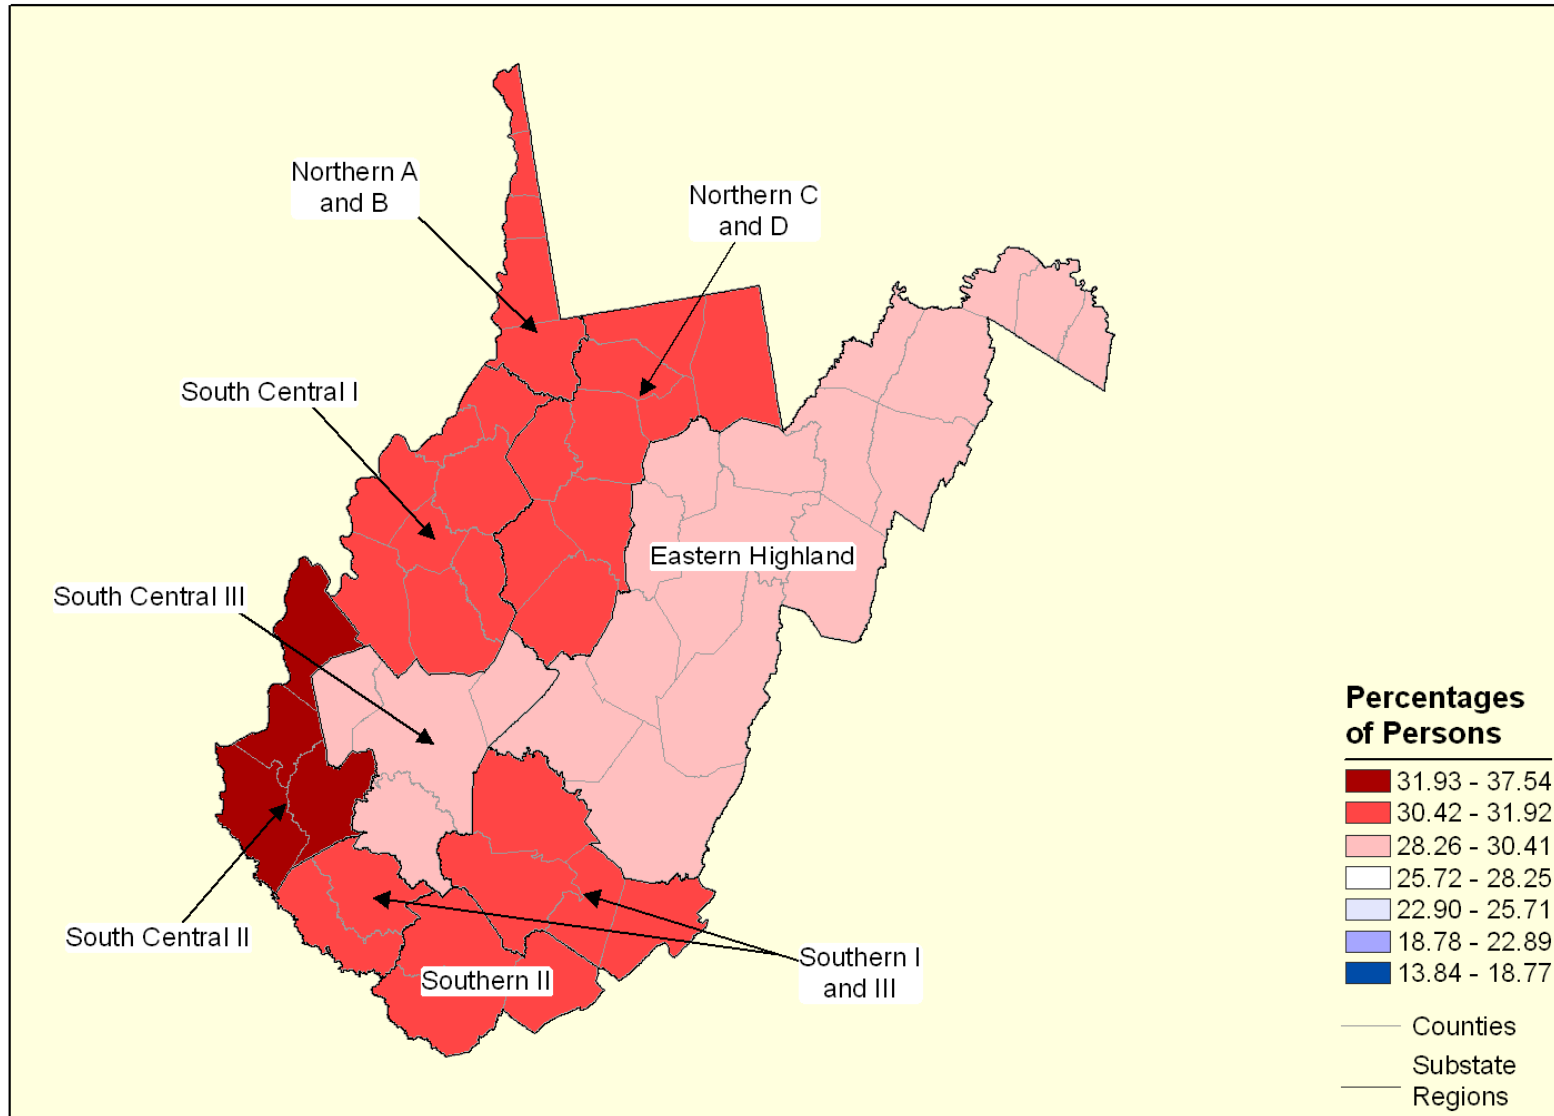 Northern A
and B
Northern C
and D
South Central I
Eastern Highland
South Central III
South Central II
Southern II
Southern I
and III
Percentages
of Persons
31.93 - 37.54
30.42 - 31.92
28.26 - 30.41
25.72 - 28.25
22.90 - 25.71
18.78 - 22.89
13.84 - 18.77
Counties
Substate
Regions